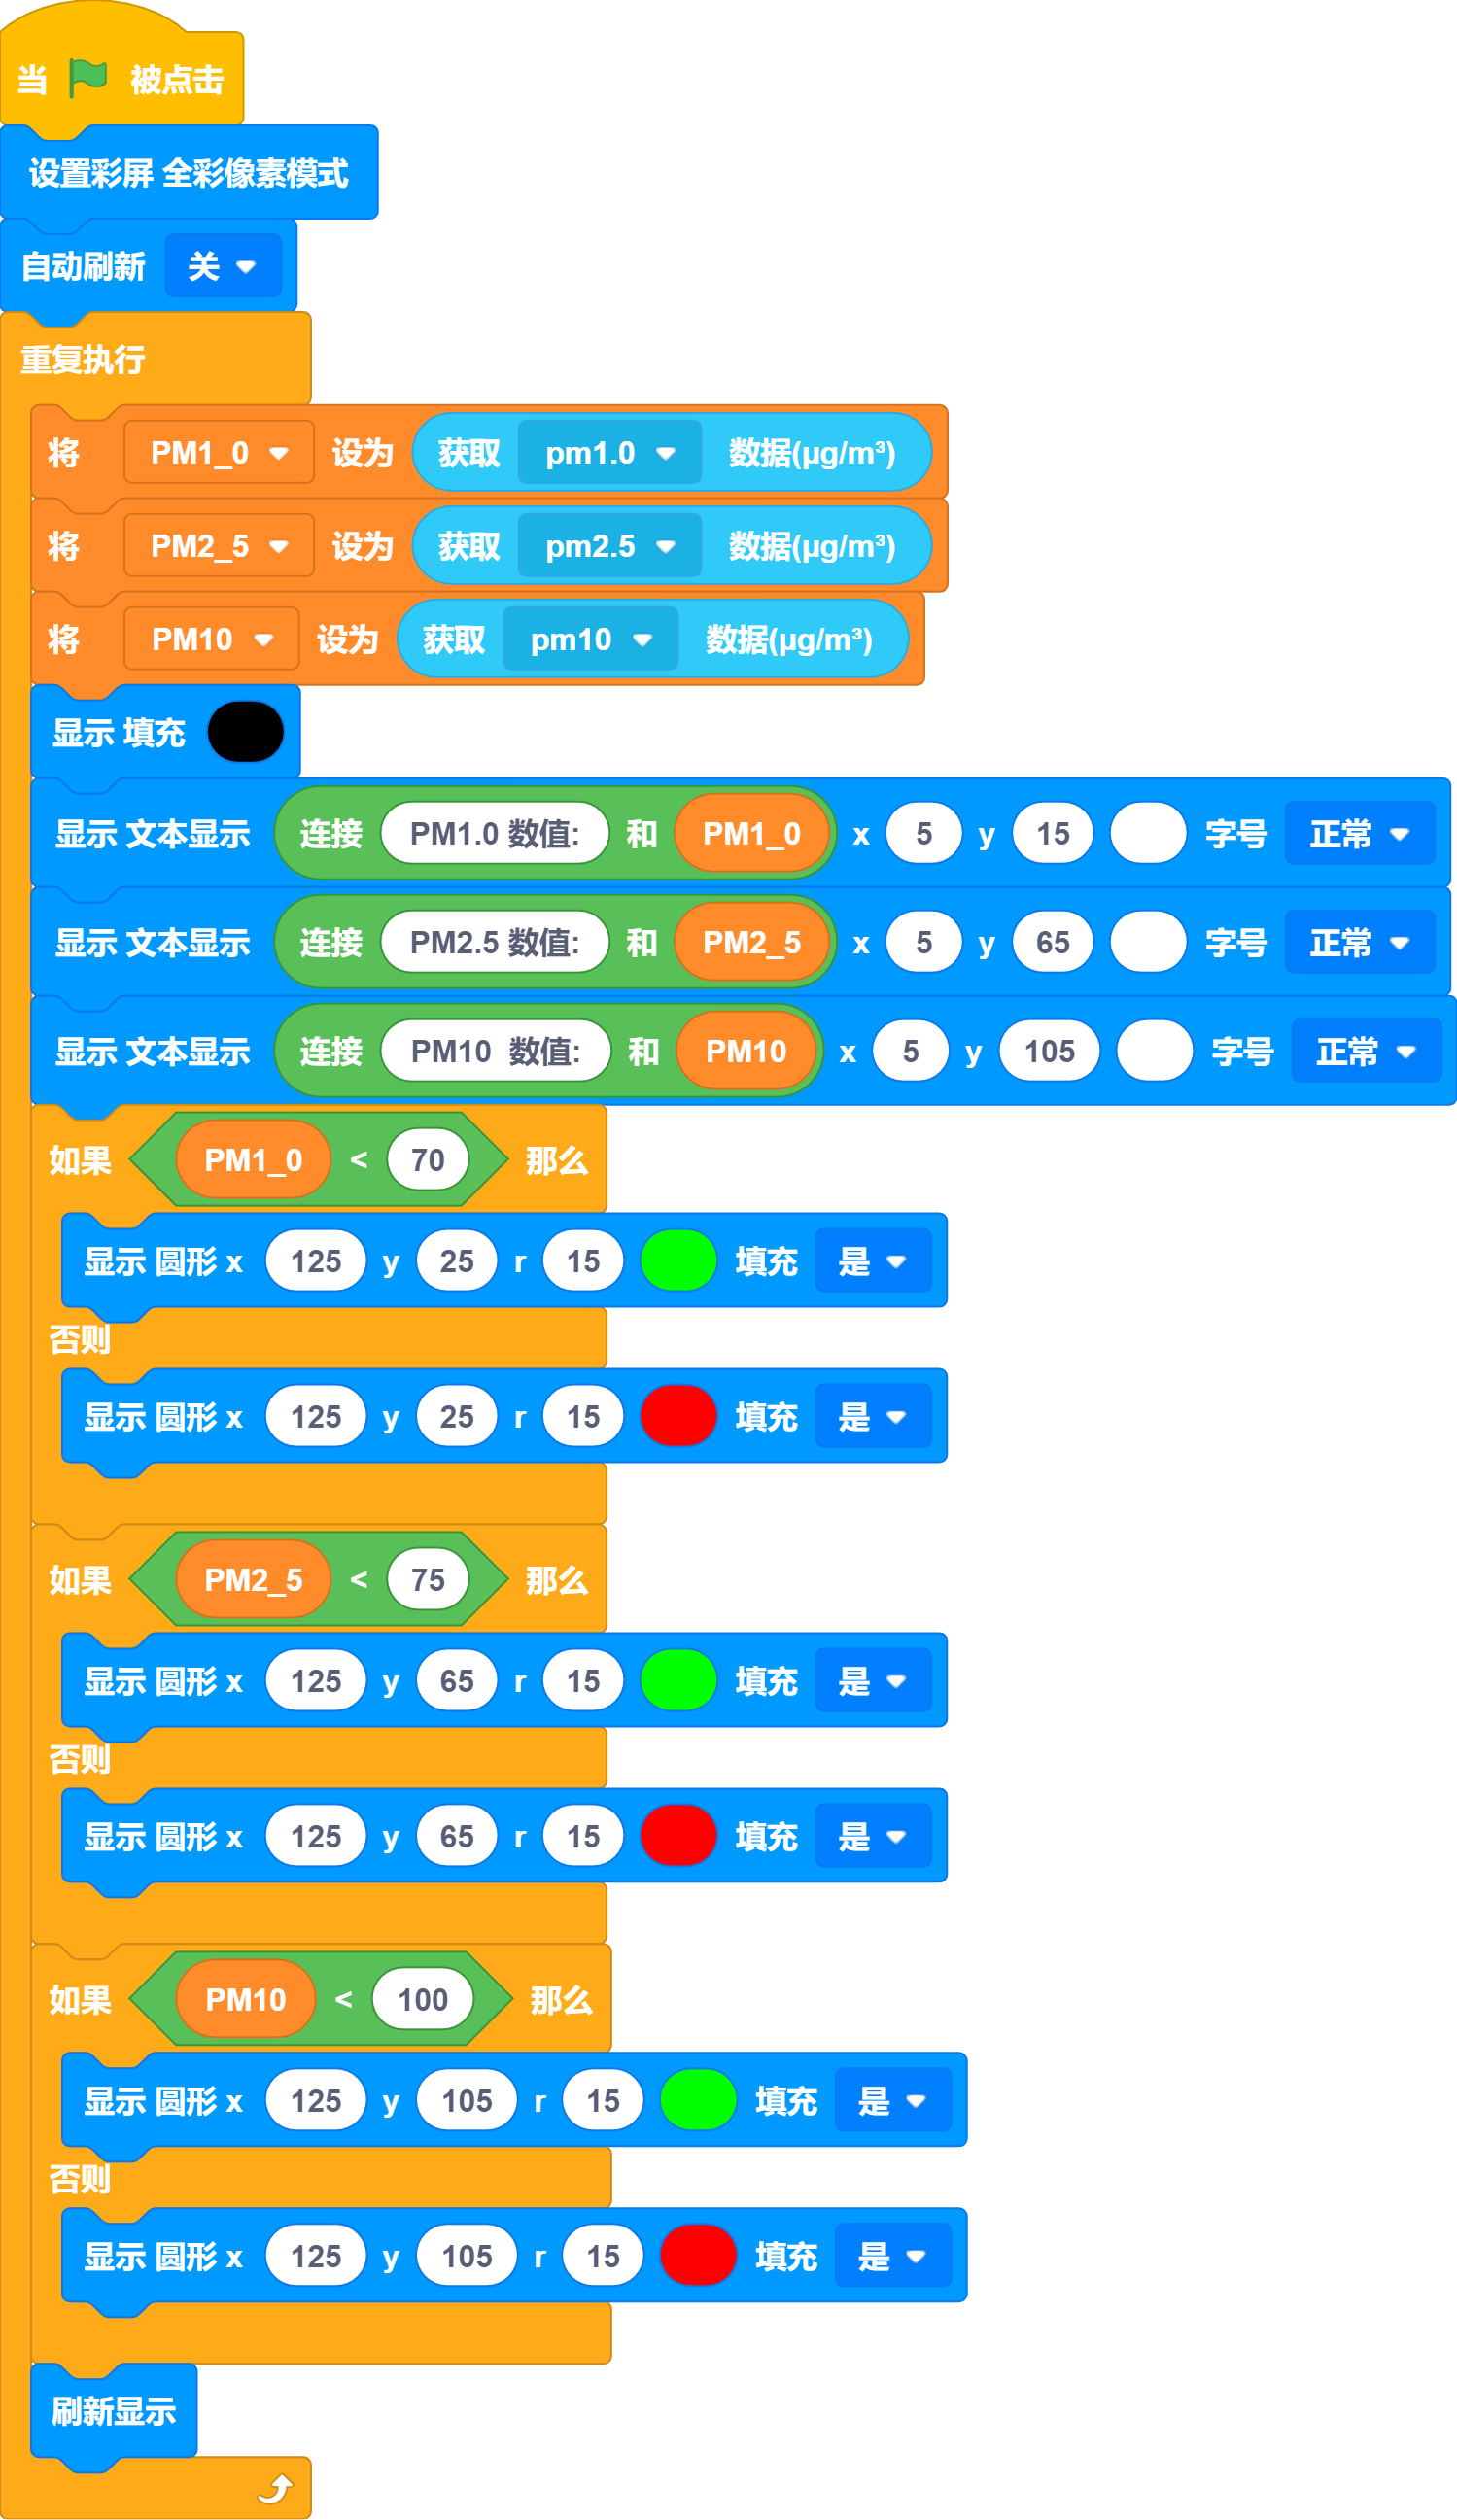 当 被点击
设置彩屏 全彩像素模式
自动刷新 关
重复执行
将 PM1_0 设为 获取 pm1.0 数据(μg/m³)
将 PM2_5 设为 获取 pm2.5 数据(μg/m³)
将 PM10 设为 获取 pm10 数据(μg/m³)
显示 填充
显示 文本显示 连接 PM1.0 数值: 和 PM1_0 x 5 y 15 字号 正常
显示 文本显示 连接 PM2.5 数值: 和 PM2_5 x 5 y 65 字号 正常
显示 文本显示 连接 PM10 数值: 和 PM10 x 5 y 105 字号 正常
如果 PM1_0 < 70 那么
显示 圆形 x 125 y 25 r 15 填充 是
否则
显示 圆形 x 125 y 25 r 15 填充 是
如果 PM2_5 < 75 那么
显示 圆形 x 125 y 65 r 15 填充 是
否则
显示 圆形 x 125 y 65 r 15 填充 是
如果 PM10 < 100 那么
显示 圆形 x 125 y 105 r 15 填充 是
否则
显示 圆形 x 125 y 105 r 15 填充 是
刷新显示